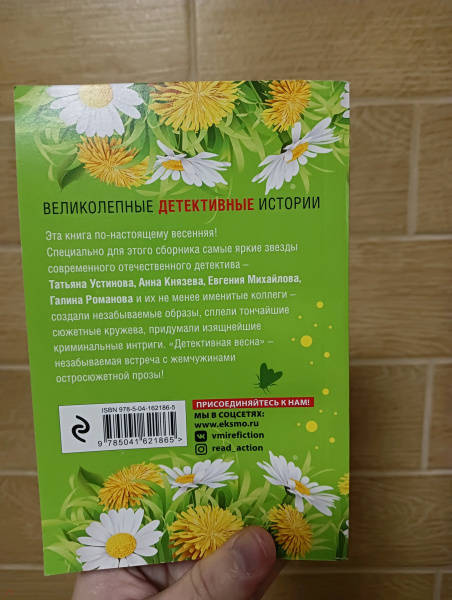 ВЕЛИКОЛЕПНЫЕ ДЕТЕКТИВНЫЕ ИСТОРИИ
Эта книга по-настоящему весенняя!
Специально для этого сборника самые яркие звезды
современного отечественного детектива –
Татьяна Устинова, Анна Князева, Евгения Михайлова,
Галина Романова и их не менее именитые коллеги –
создали незабываемые образы, сплели тончайшие
сюжетные кружева, придумали изящнейшие
криминальные интриги. «Детективная весна» –
незабываемая встреча с жемчужинами
остросюжетной прозы!
ISBN 978-5-04-162186-5
9 785041 621865 >
ПРИСОЕДИНЯЙТЕСЬ К НАМ!
МЫ В СОЦСЕТЯХ:
www.eksmo.ru
vmirefiction
read_action